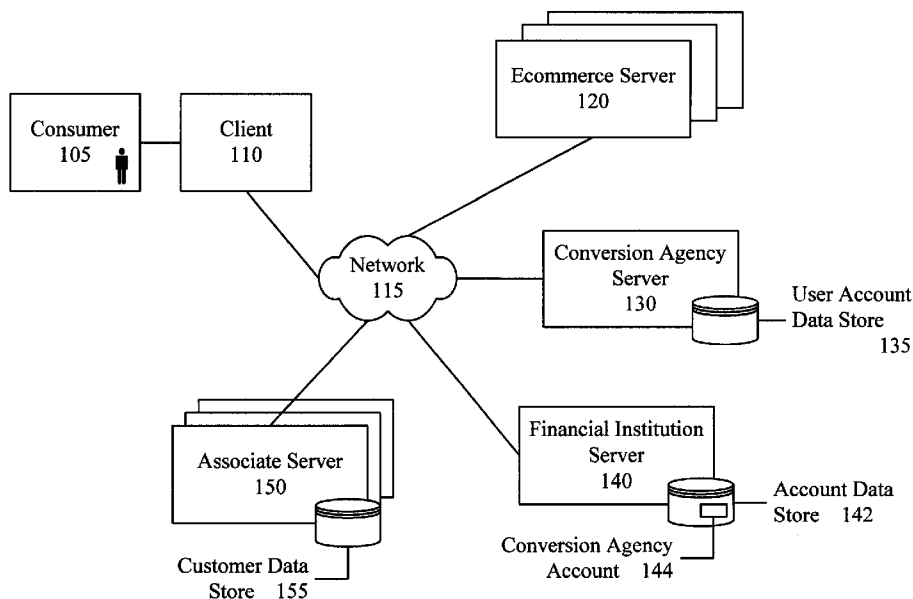 Ecommerce Server
120
Consumer
105
Client
110
Network
115
Conversion Agency
Server
130
User Account
Data Store
135
Associate Server
150
Customer Data
Store 155
Financial Institution
Server
140
Account Data
Store 142
Conversion Agency
Account 144